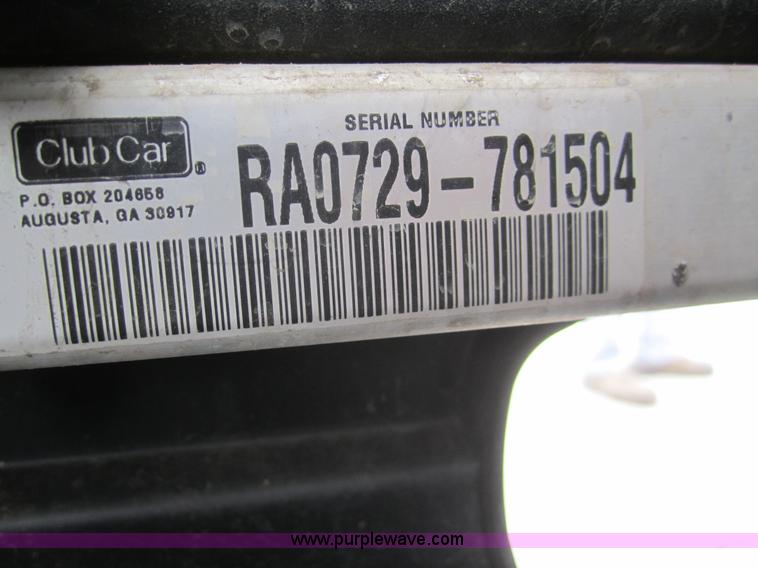 SERIAL NUMBER
Club Car®
RA0729-781504
P.O. BOX 204658
AUGUSTA, GA 30917
www.purplewave.com